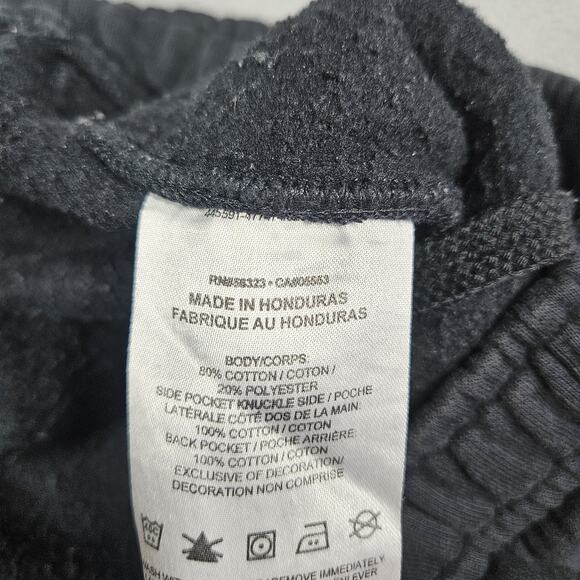 RN#56323 • CA#05553
MADE IN HONDURAS
FABRIQUE AU HONDURAS
BODY/CORPS:
80% COTTON / COTON /
20% POLYESTER
SIDE POCKET KNUCKLE SIDE / POCHE
LATÉRALE CÔTÉ DOS DE LA MAIN:
100% COTTON / COTON
BACK POCKET / POCHE ARRIÈRE:
100% COTTON / COTON
EXCLUSIVE OF DECORATION/
DECORATION NON COMPRISE
REMOVE IMMEDIATELY